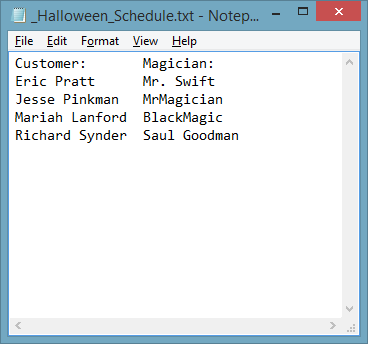 _Halloween_Schedule.txt - Notep...
File Edit Format View Help
Customer: Magician:
Eric Pratt Mr. Swift
Jesse Pinkman MrMagician
Mariah Lanford BlackMagic
Richard Synder Saul Goodman